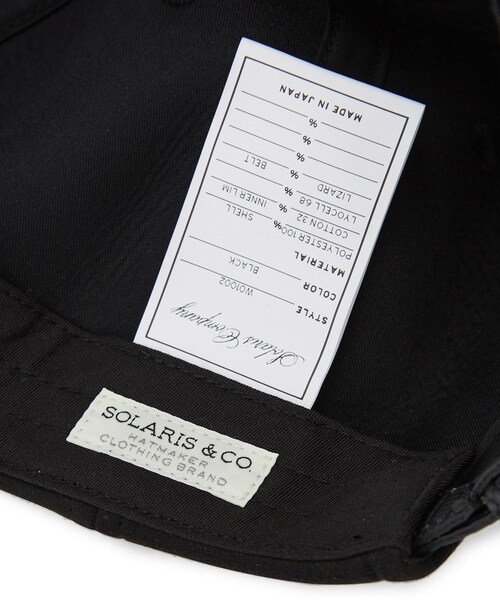 Solaris Company
STYLE W01002
COLOR BLACK
MATERIAL
POLYESTER 100% SHELL
COTTON 32 % INNER LIM
LYOCELL 68 %
LIZARD % BELT
%
%
%
MADE IN JAPAN
SOLARIS & CO.
HATMAKER
CLOTHING BRAND